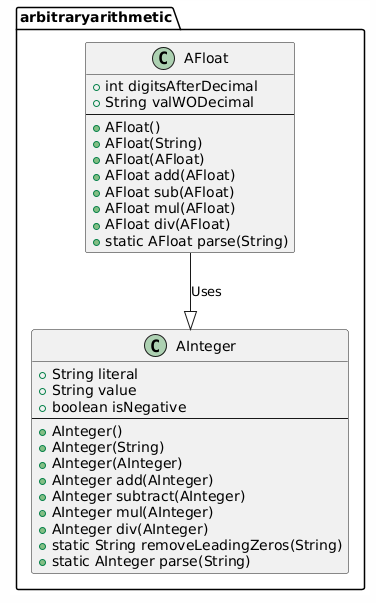 arbitraryarithmetic
C AFloat
int digitsAfterDecimal
String valWODecimal
AFloat()
AFloat(String)
AFloat(AFloat)
AFloat add(AFloat)
AFloat sub(AFloat)
AFloat mul(AFloat)
AFloat div(AFloat)
static AFloat parse(String)
Uses
C AInteger
String literal
String value
boolean isNegative
AInteger()
AInteger(String)
AInteger(AInteger)
AInteger add(AInteger)
AInteger subtract(AInteger)
AInteger mul(AInteger)
AInteger div(AInteger)
static String removeLeadingZeros(String)
static AInteger parse(String)